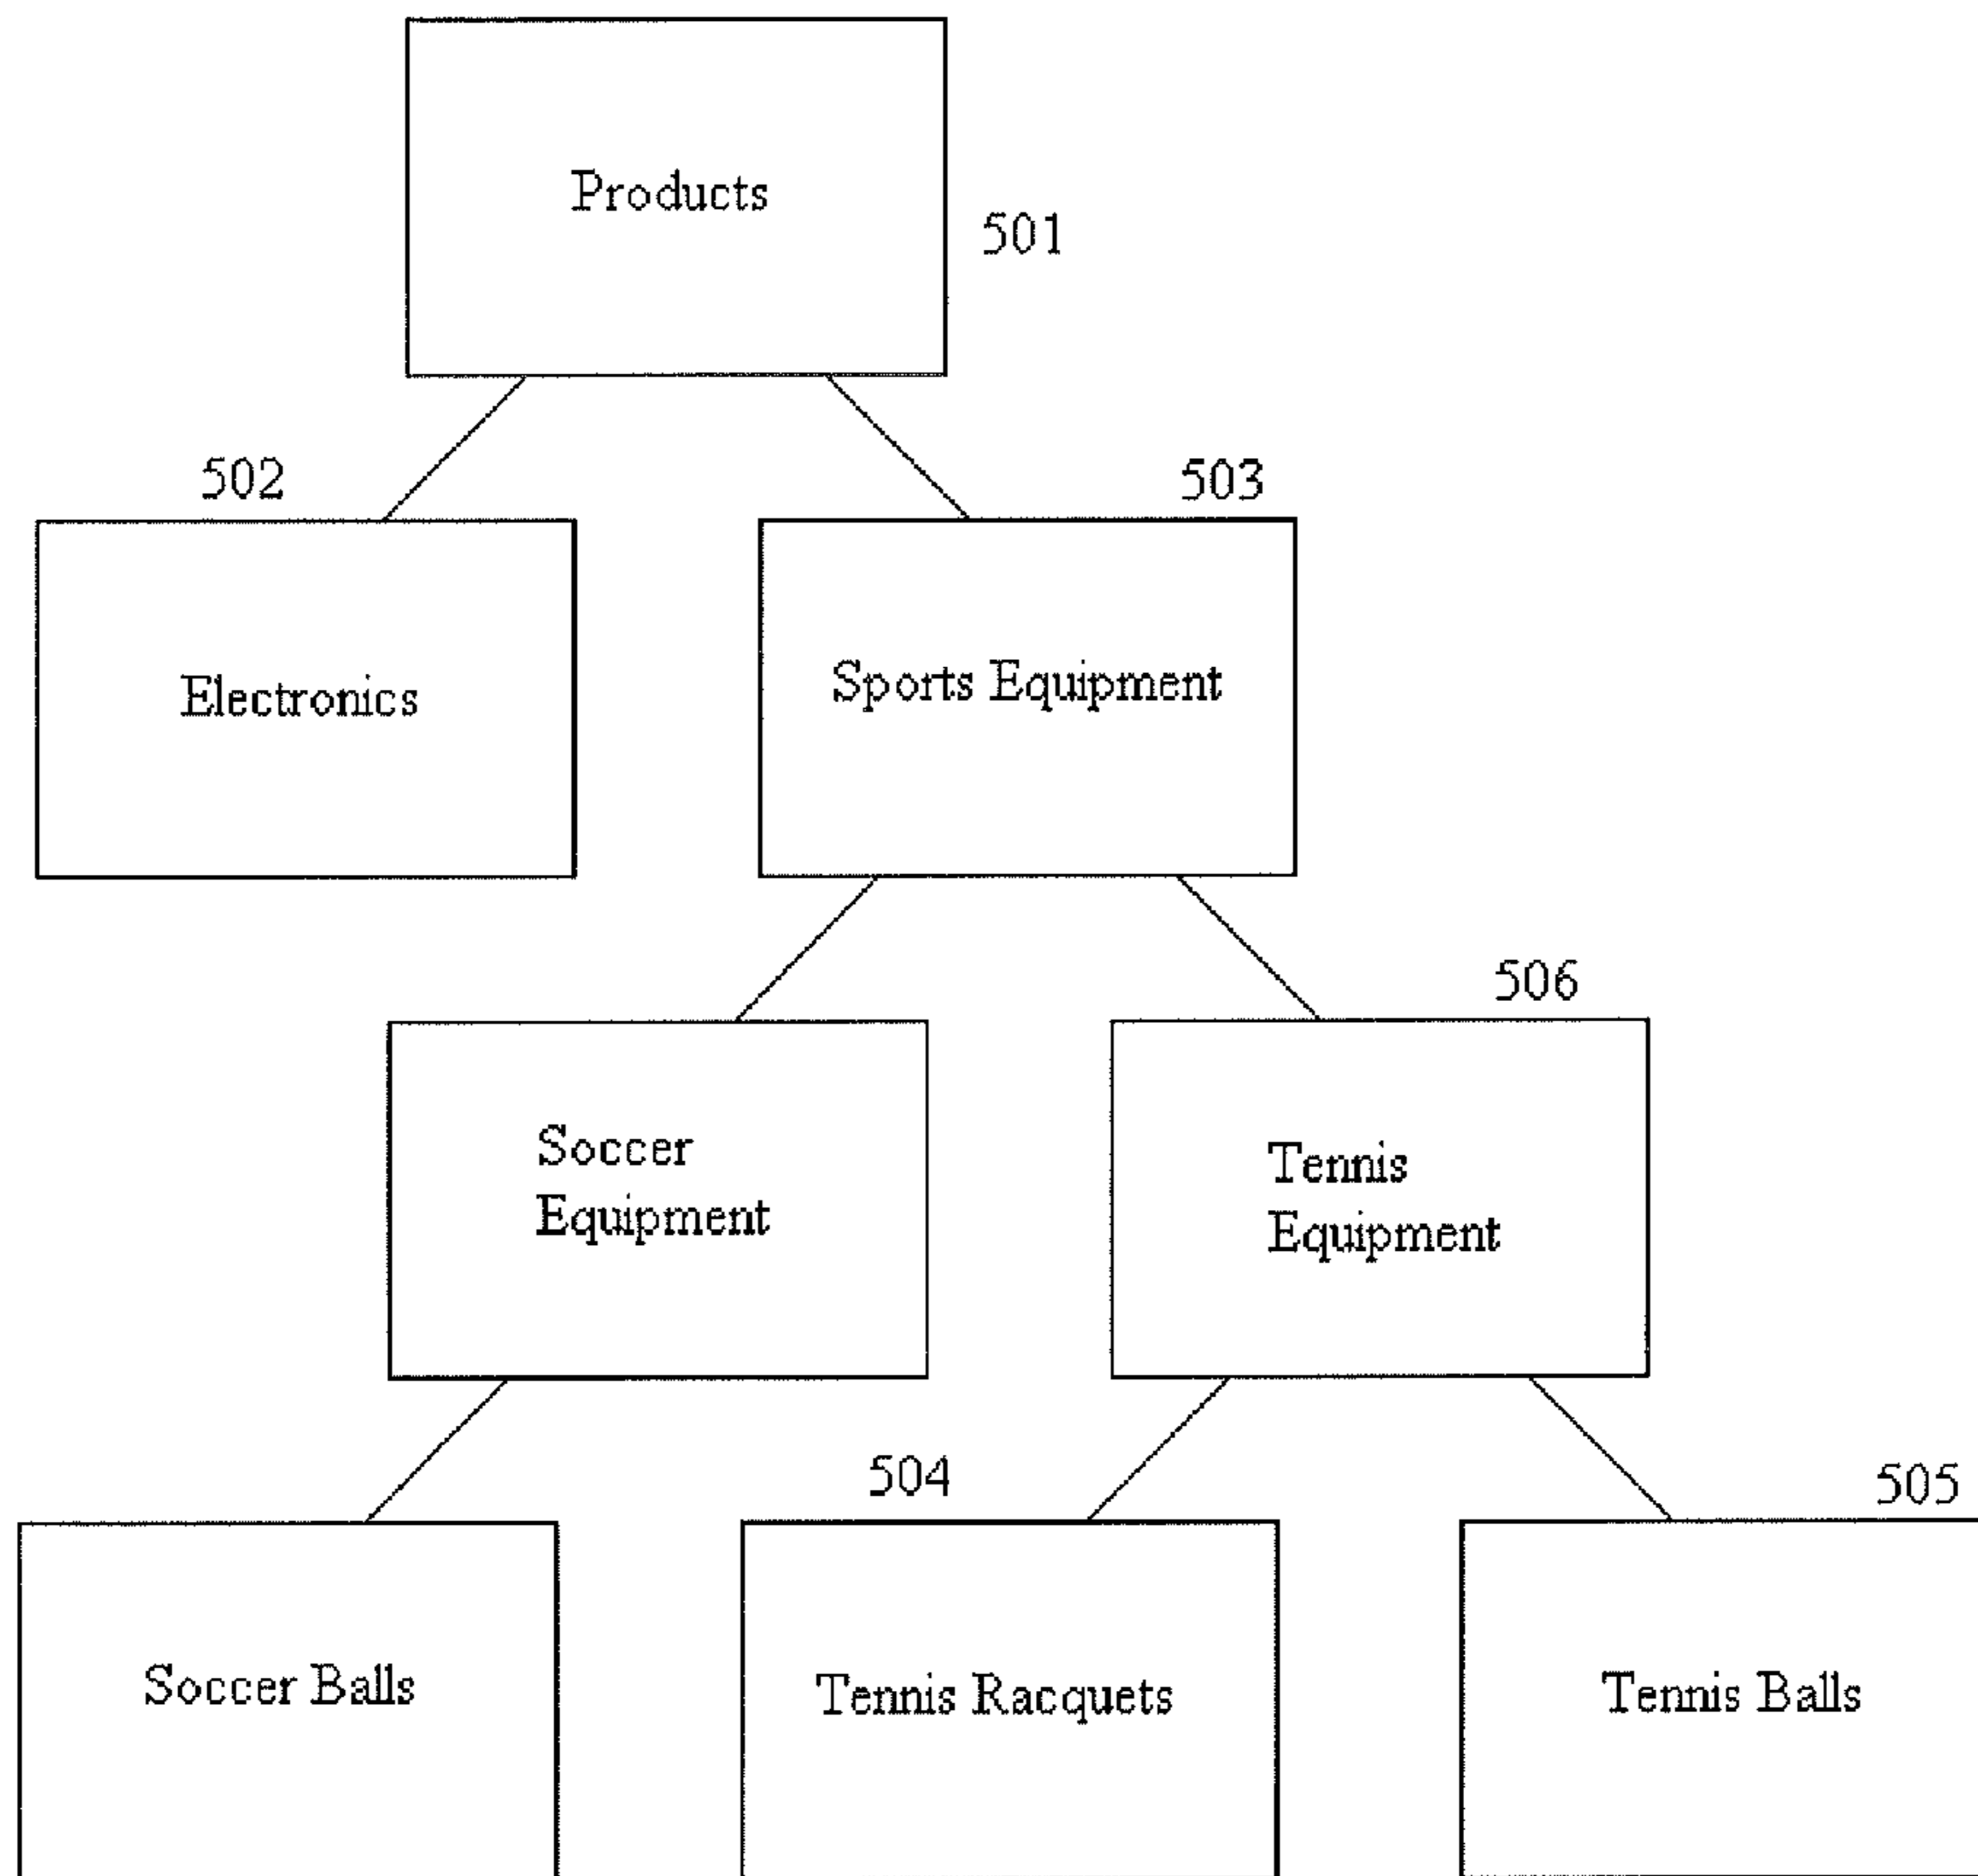 Products
501
502
503
Electronics
Sports Equipment
506
Soccer
Equipment
Tennis
Equipment
504
505
Soccer Balls
Tennis Racquets
Tennis Balls